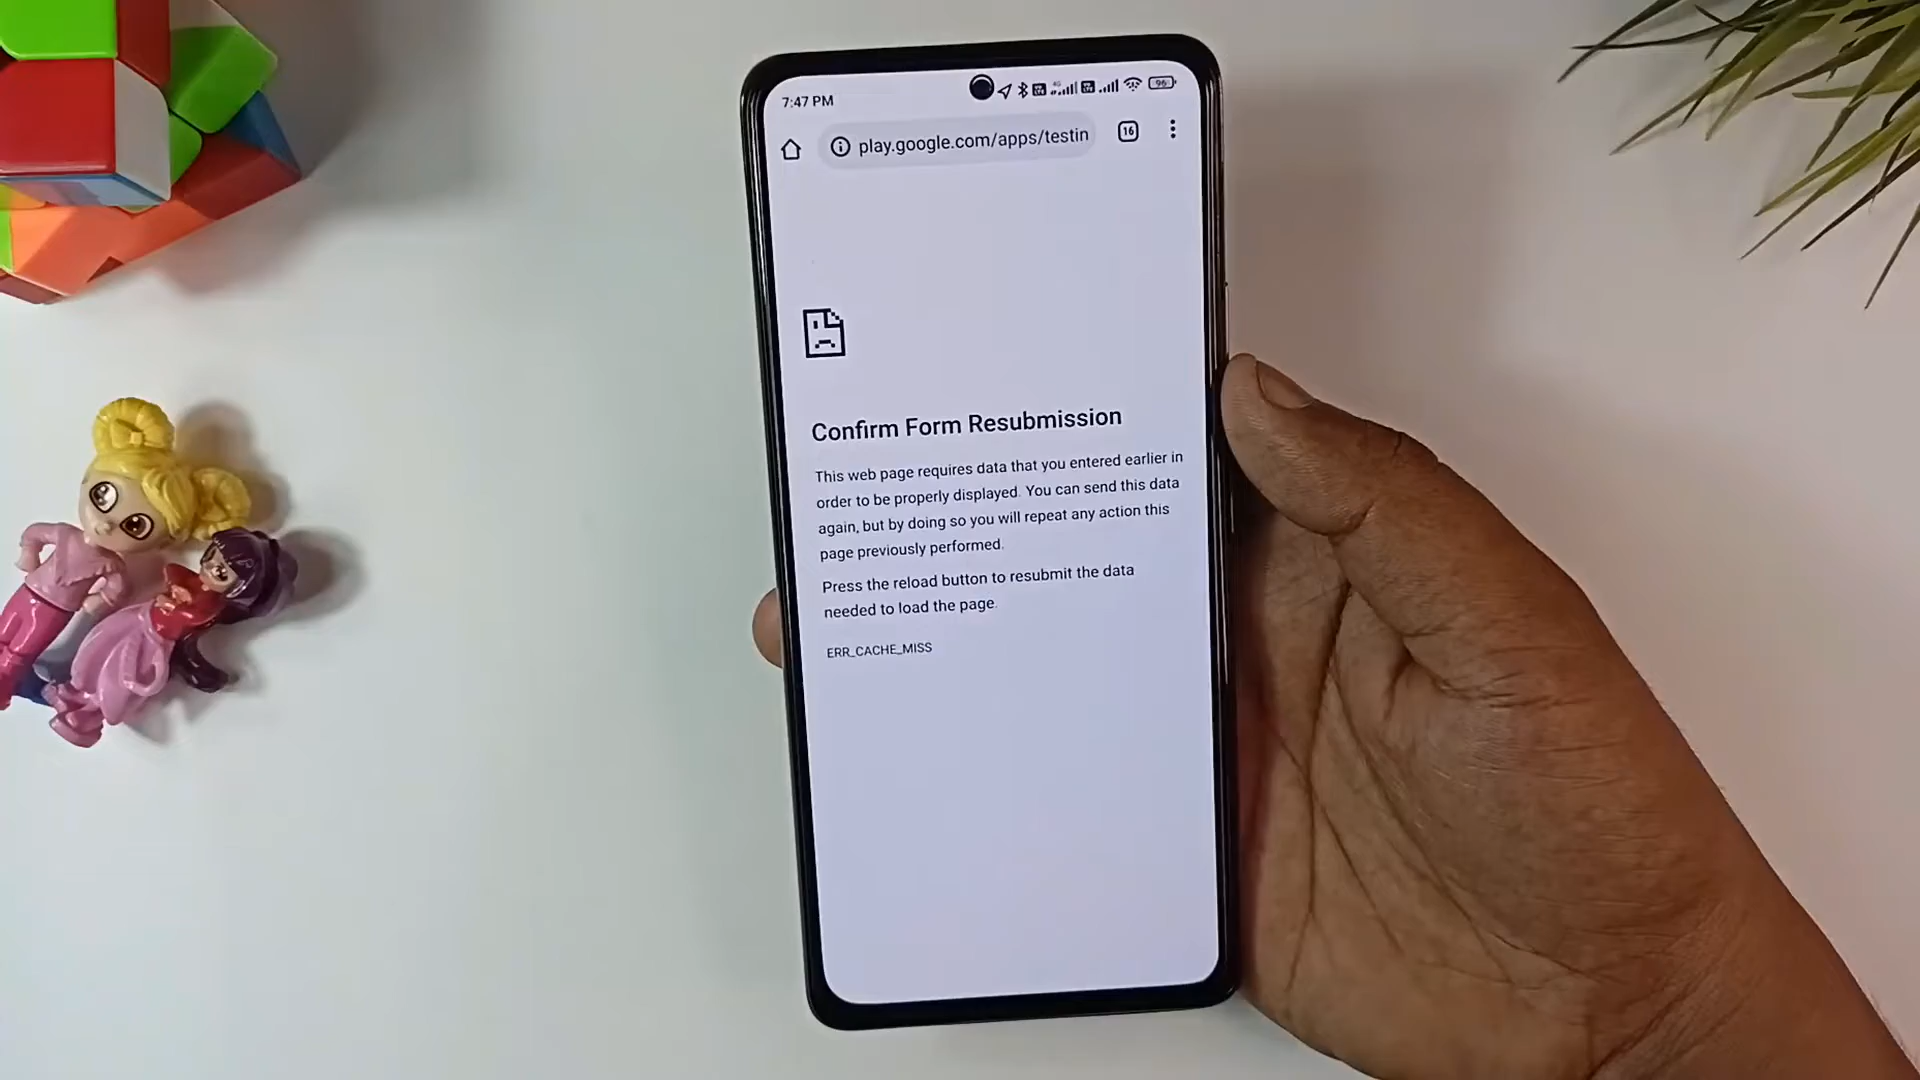 7:47 PM
96
play.google.com/apps/testin
16
Confirm Form Resubmission
This web page requires data that you entered earlier in
order to be properly displayed. You can send this data
again, but by doing so you will repeat any action this
page previously performed.
Press the reload button to resubmit the data
needed to load the page.
ERR_CACHE_MISS